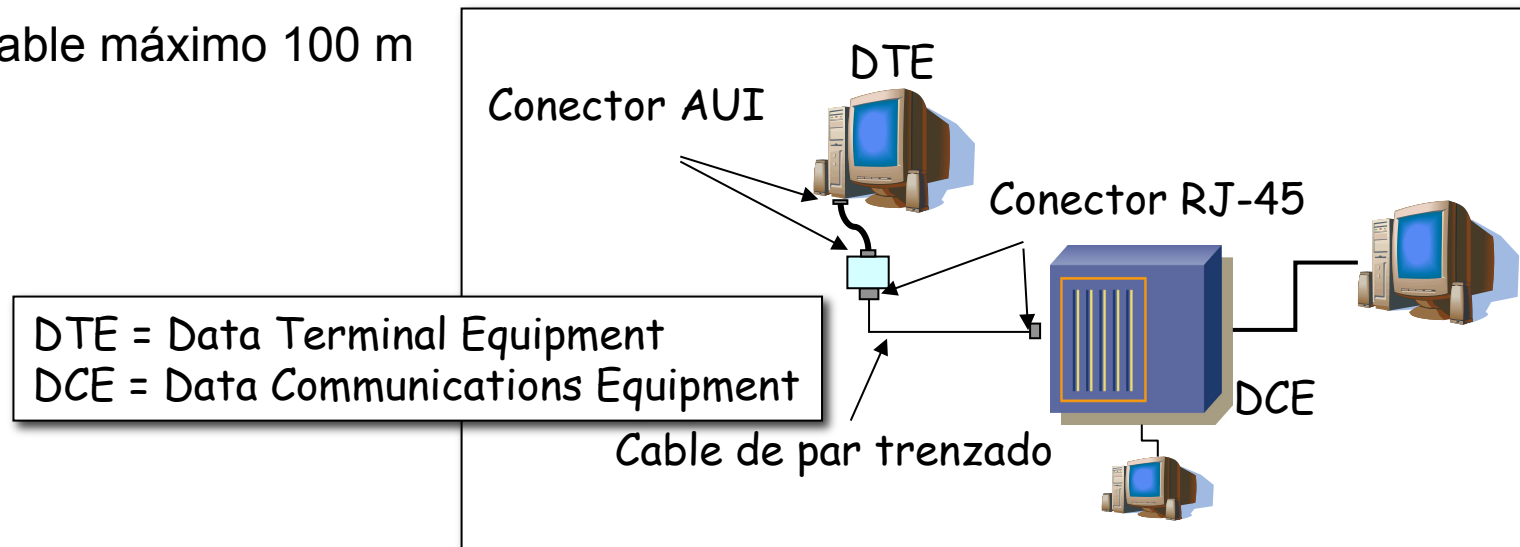 able máximo 100 m
DTE
Conector AUI
Conector RJ-45
DTE = Data Terminal Equipment
DCE = Data Communications Equipment
DCE
Cable de par trenzado